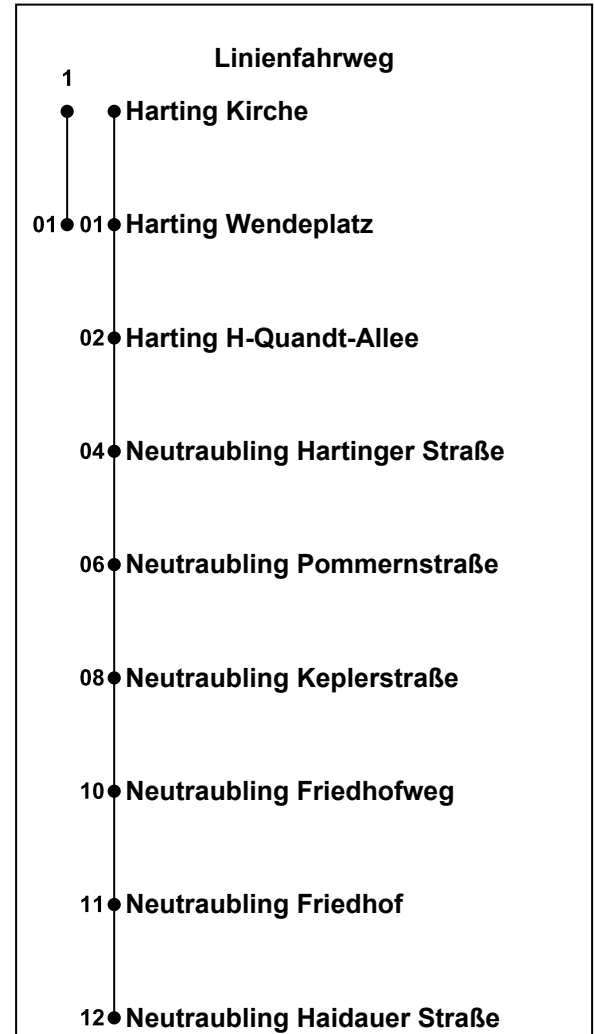 Linienfahrweg
1
Harting Kirche
01 01 Harting Wendeplatz
02 Harting H-Quandt-Allee
04 Neutraubling Hartinger Straße
06 Neutraubling Pommernstraße
08 Neutraubling Keplerstraße
10 Neutraubling Friedhofweg
11 Neutraubling Friedhof
12 Neutraubling Haidauer Straße